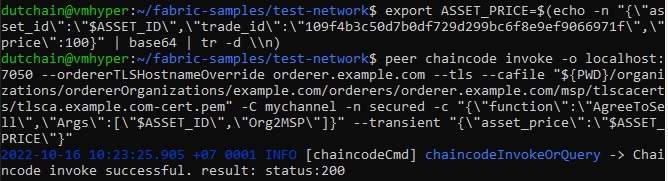 dutchain@vmhyper:~/fabric-samples/test-network$ export ASSET_PRICE=$(echo -n "{\"as
set_id\":\"$ASSET_ID\",\"trade_id\":\"109f4b3c50d7b0df729d299bc6f8e9ef9066971f\",\"
price\":100}" | base64 | tr -d \\n)
dutchain@vmhyper:~/fabric-samples/test-network$ peer chaincode invoke -o localhost:
7050 --ordererTLSHostnameOverride orderer.example.com --tls --cafile "${PWD}/organi
zations/ordererOrganizations/example.com/orderers/orderer.example.com/msp/tlscacert
s/tlsca.example.com-cert.pem" -C mychannel -n secured -c "{\"function\":\"AgreeToSe
ll\",\"Args\":[\"$ASSET_ID\",\"Org2MSP\"]}" --transient "{\"asset_price\":\"$ASSET_
PRICE\"}"
2022-10-16 10:23:25.905 +07 0001 INFO [chaincodeCmd] chaincodeInvokeOrQuery -> Chai
ncode invoke successful. result: status:200